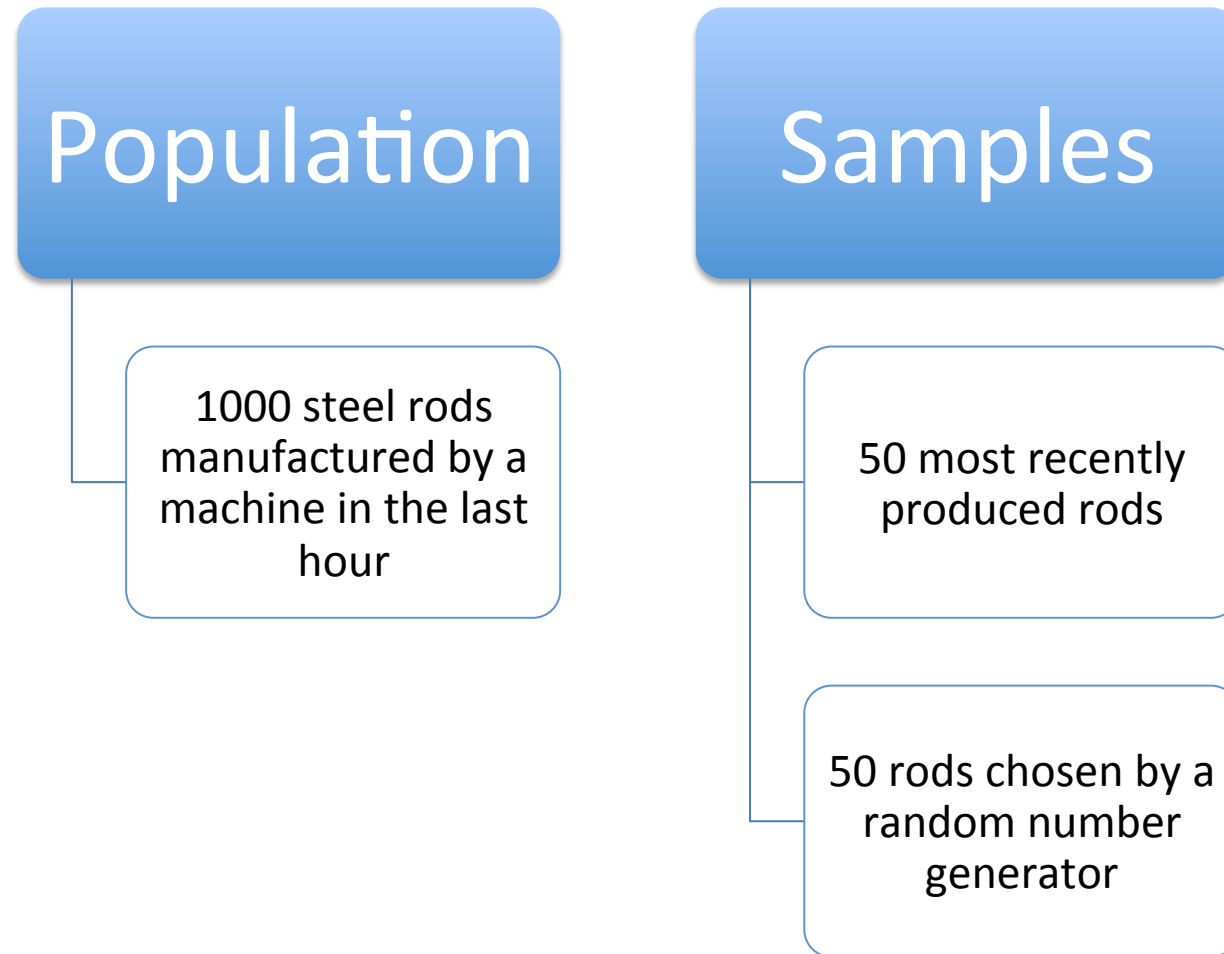 Population
1000 steel rods
manufactured by a
machine in the last
hour
Samples
50 most recently
produced rods
50 rods chosen by a
random number
generator